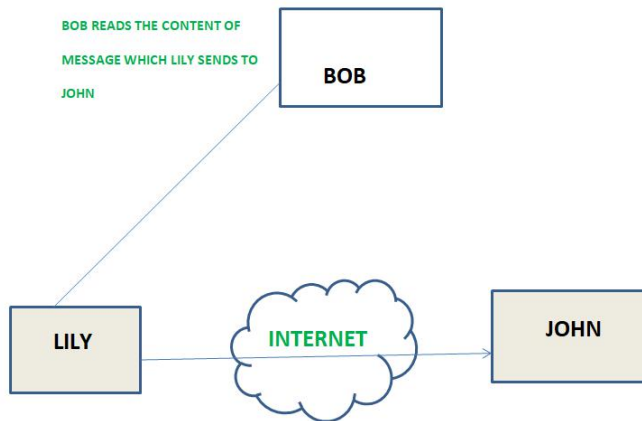 BOB READS THE CONTENT OF
MESSAGE WHICH LILY SENDS TO
JOHN
BOB
LILY
INTERNET
JOHN